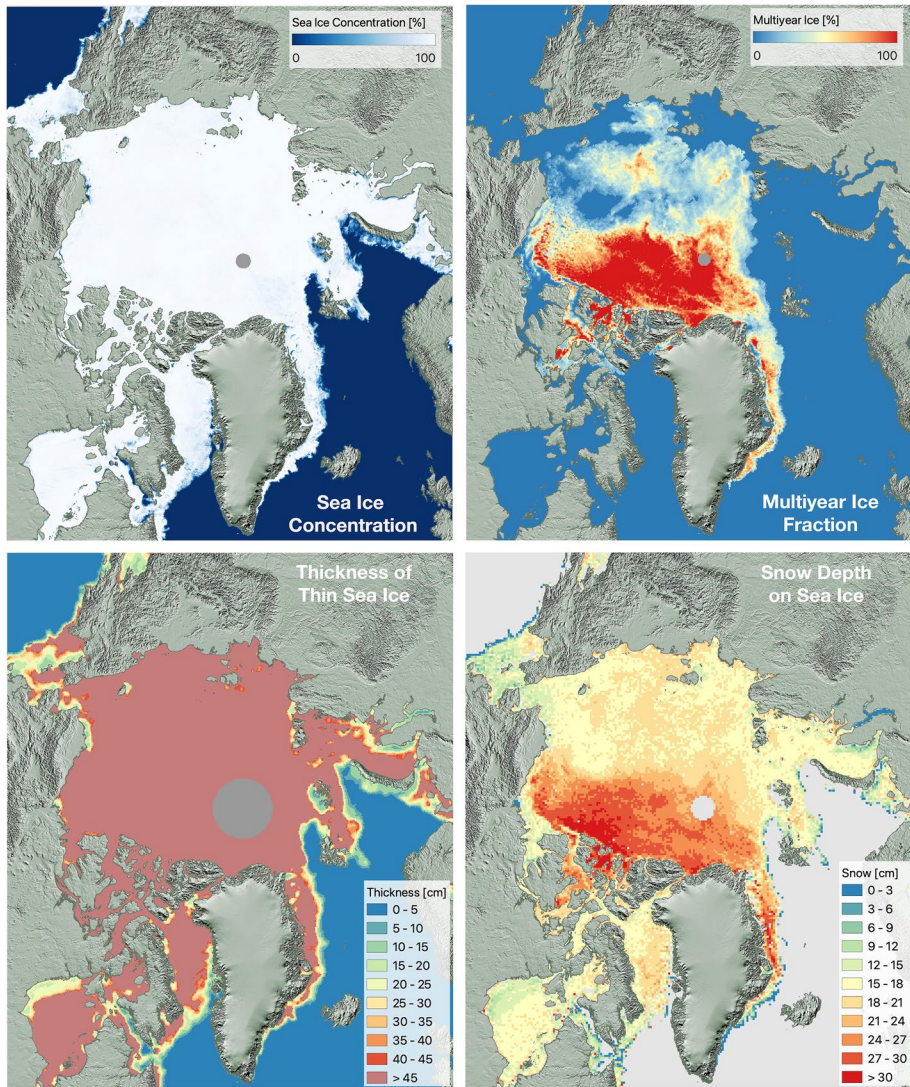 Sea Ice Concentration [%]
0 100
Sea Ice
Concentration
Multiyear Ice [%]
0 100
Multiyear Ice
Fraction
Thickness of
Thin Sea Ice
Thickness [cm]
0 - 5
5 - 10
10 - 15
15 - 20
20 - 25
25 - 30
30 - 35
35 - 40
40 - 45
> 45
Snow Depth
on Sea Ice
Snow [cm]
0 - 3
3 - 6
6 - 9
9 - 12
12 - 15
15 - 18
18 - 21
21 - 24
24 - 27
27 - 30
> 30